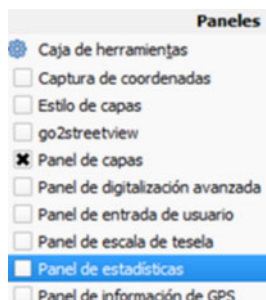 Paneles
Caja de herramientas
Captura de coordenadas
Estilo de capas
go2streetview
Panel de capas
Panel de digitalización avanzada
Panel de entrada de usuario
Panel de escala de tesela
Panel de estadísticas
Panel de información de GPS